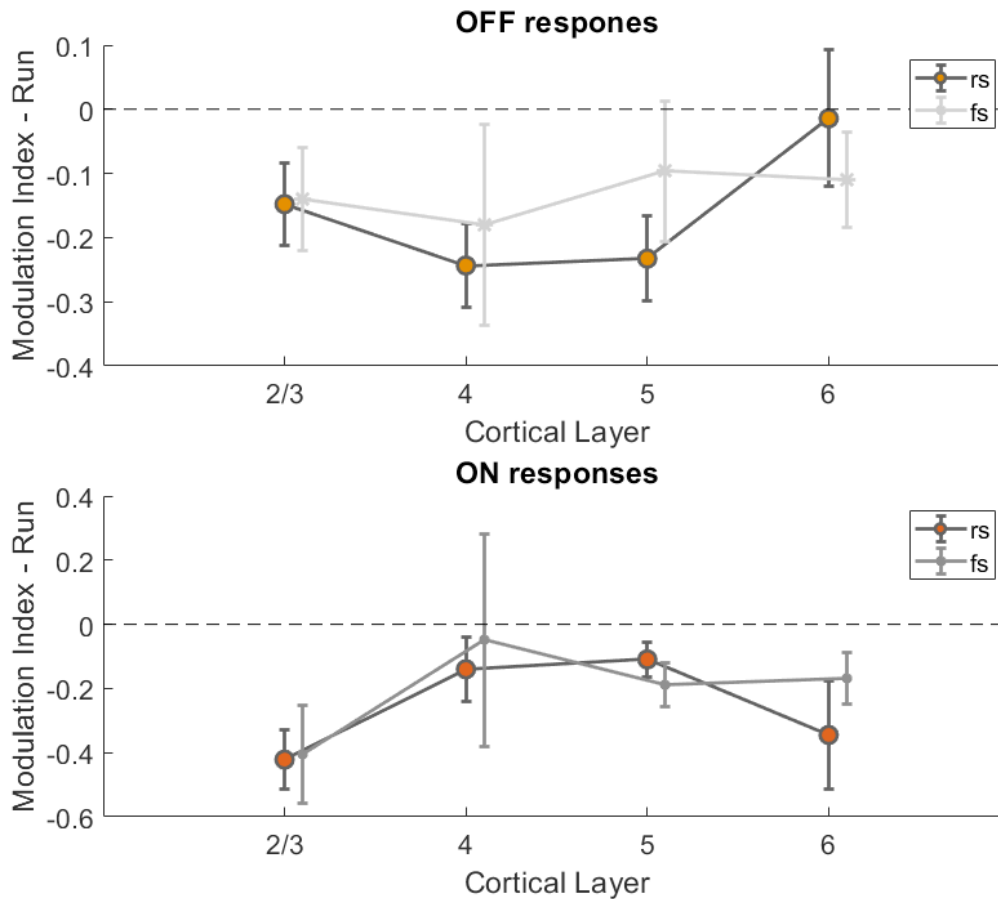 OFF respones
Modulation Index - Run
0.1
0
-0.1
-0.2
-0.3
-0.4
rs
fs
2/3 4 5 6
Cortical Layer
ON responses
Modulation Index - Run
0.4
0.2
0
-0.2
-0.4
-0.6
rs
fs
2/3 4 5 6
Cortical Layer